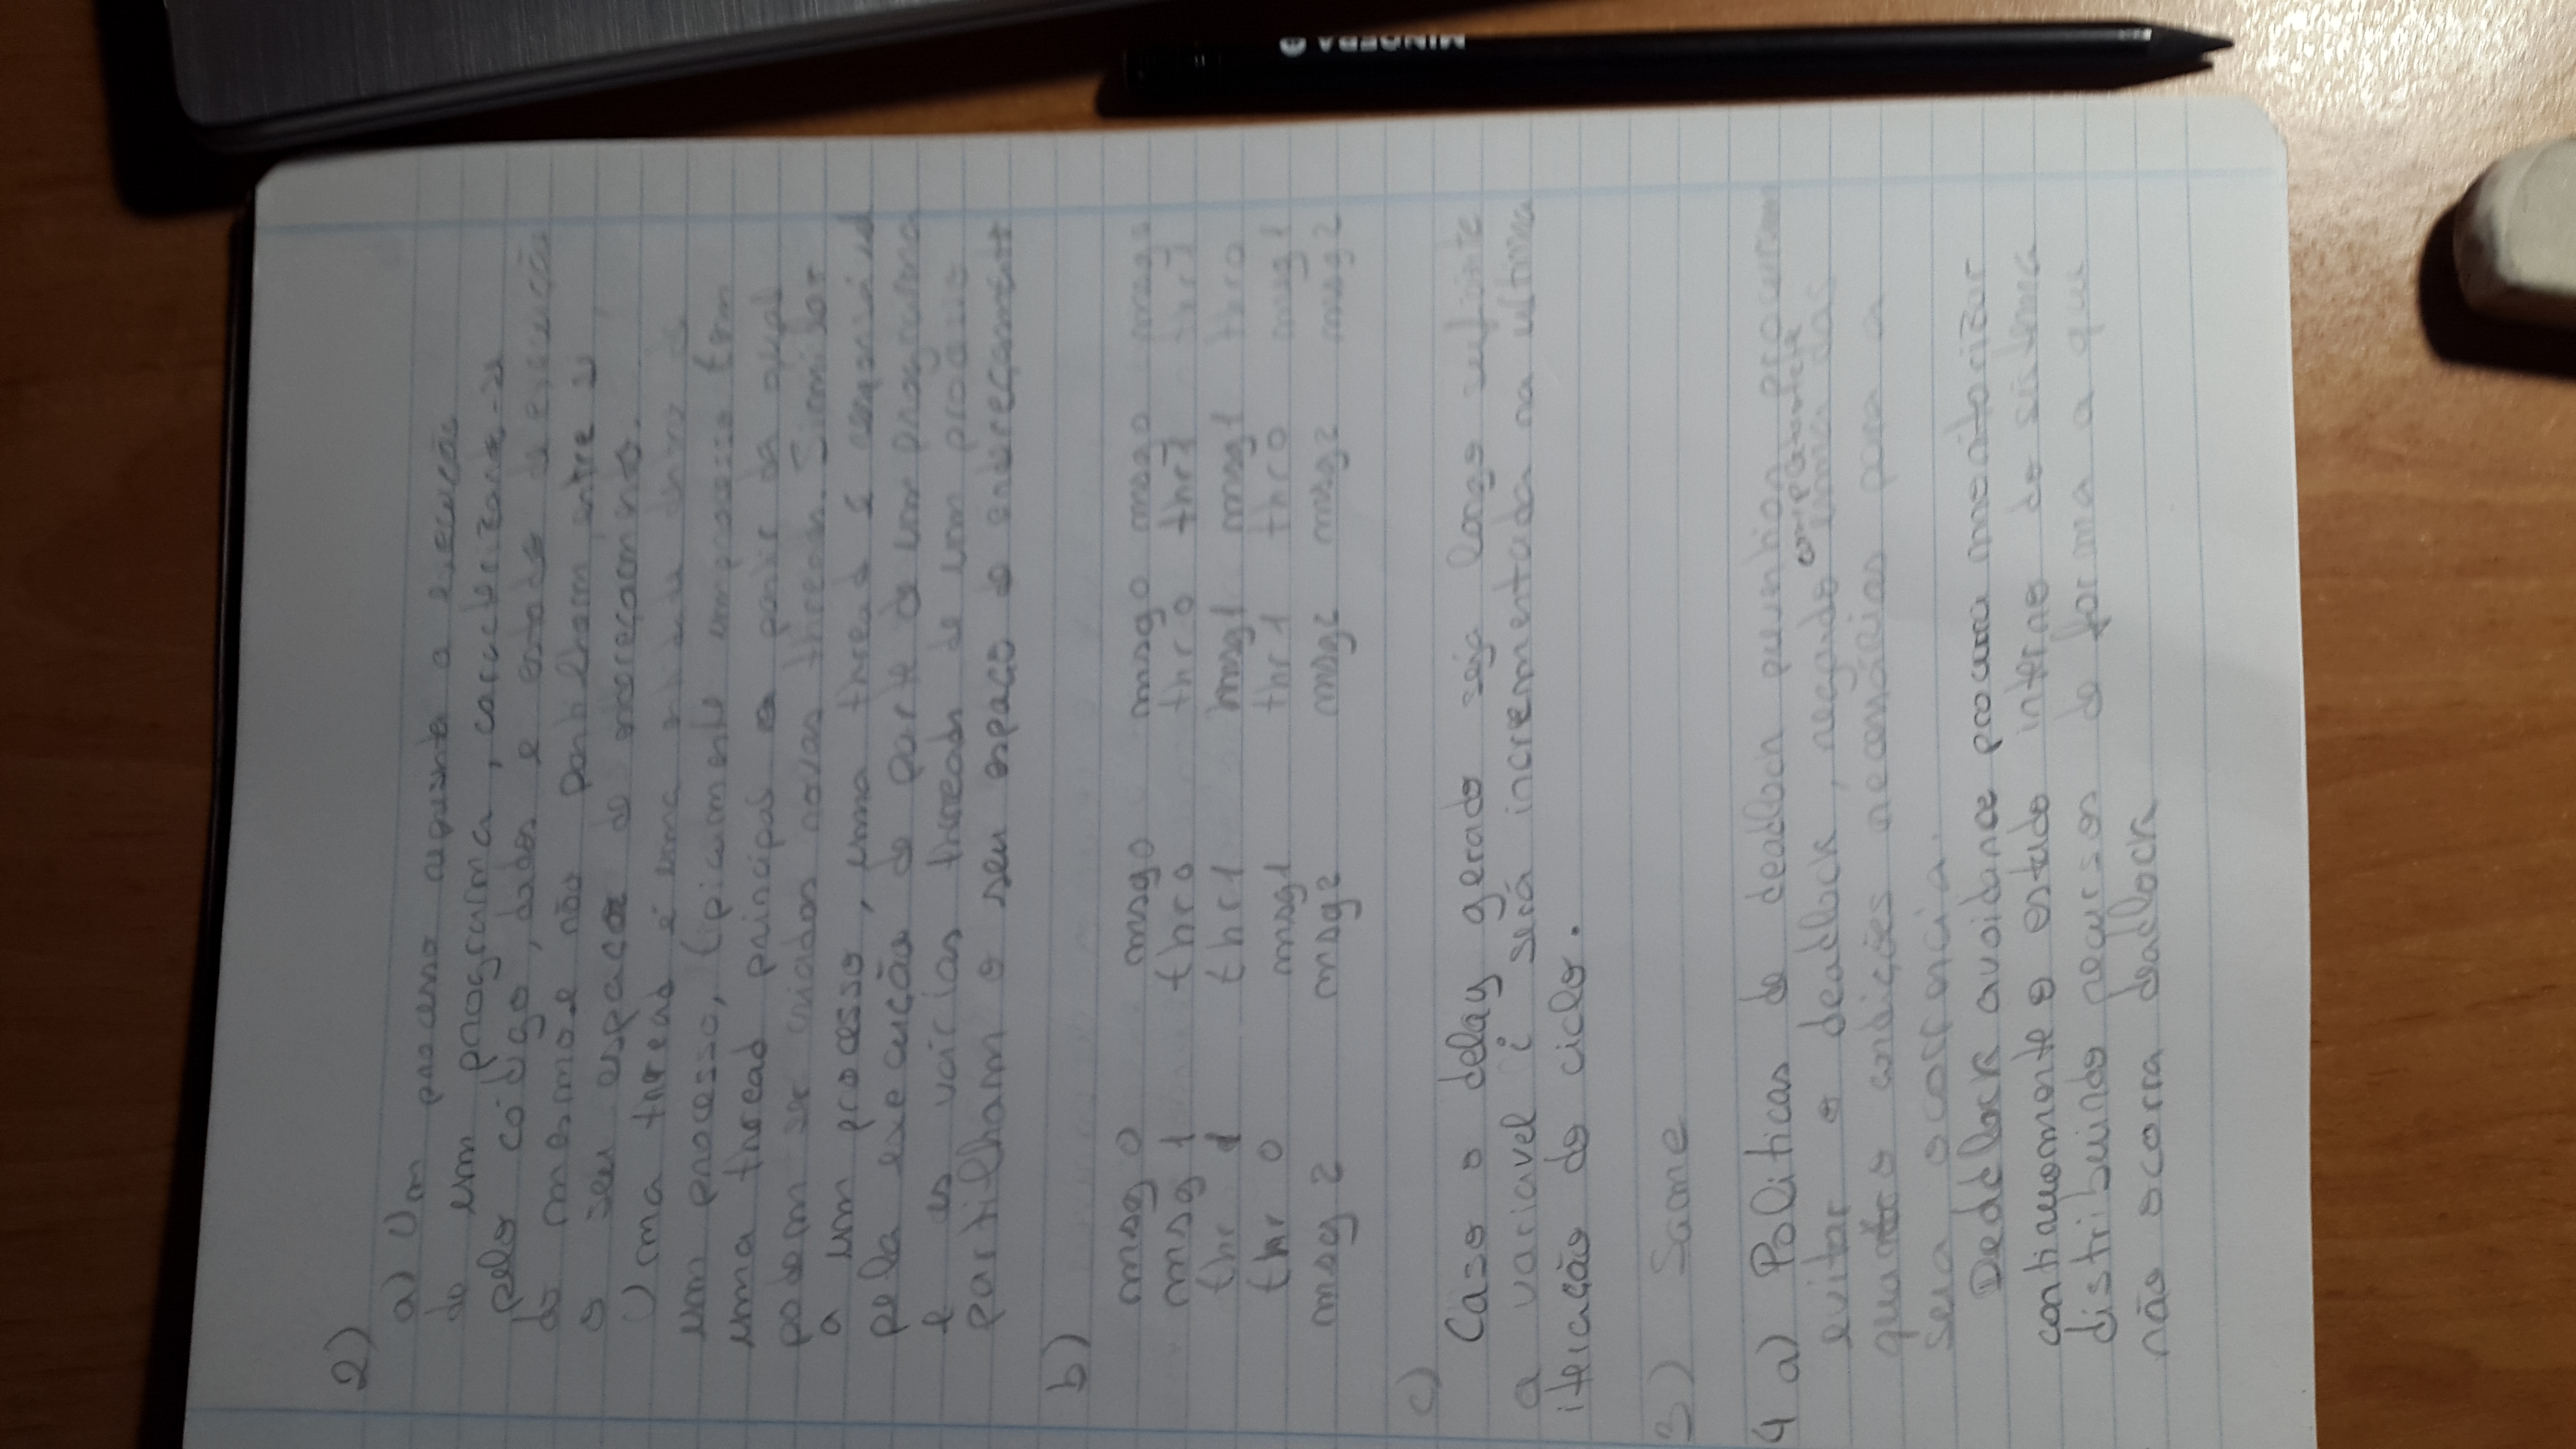 2)
a) Um processo representa a execução
de um programa, caracterizando-se
pelo código, dados e estado de execução
do mesmo e não partilham entre si
o seu espaço de endereçamento.
Uma thread é uma entidade dentro de
um processo, tipicamente um processo tem
uma thread principal a partir da qual
podem ser criadas novas threads. Similar
a um processo, uma thread é responsável
pela execução de parte de um programa
e as várias threads de um processo
partilham o seu espaço de endereçamento
b)
msg 0 msg 0 msg 0 msg 0 msg 0
msg 1 thr 0 thr 0 thr 1 thr 1
thr 1 thr 1 msg 1 msg 1 thr 0
thr 0 msg 1 thr 1 thr 0 msg 1
msg 2 msg 2 msg 2 msg 2 msg 2
c)
Caso o delay gerado seja longo
a variavel i será incrementada na ultima
iteração do ciclo.
3) Same
4 a) Politicas de deadlock procuram
evitar o deadlock, negando completamente uma das
quatro condições necessárias para a
sua ocorrencia.
Deadlock avoidance procura monitorizar
continuamente o estado interno do sistema
distribuindo recursos de forma a que
não ocorra deadlock
MINGERA